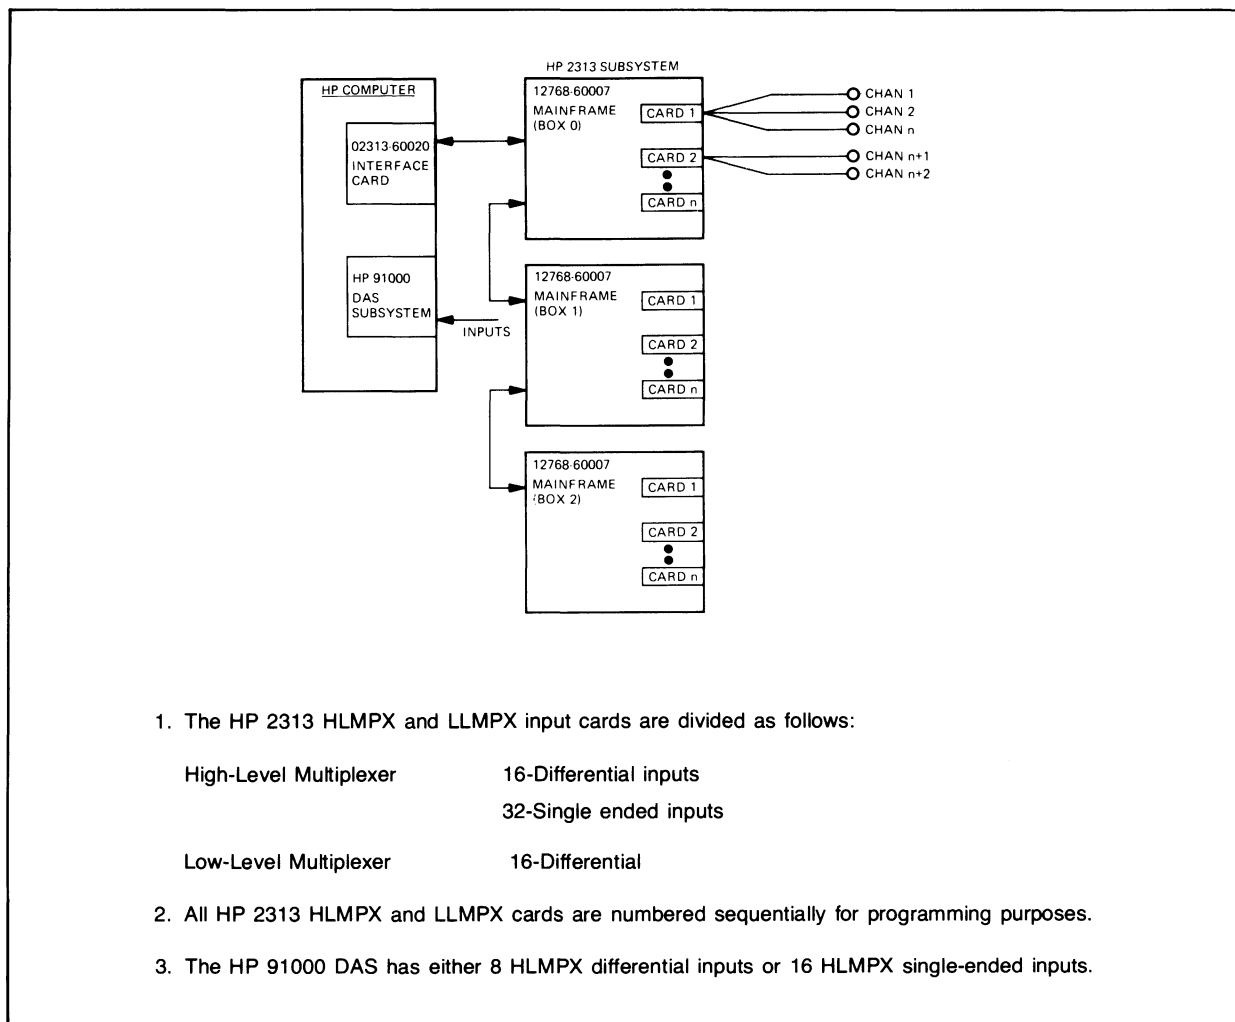 HP 2313 SUBSYSTEM
HP COMPUTER
02313-60020
INTERFACE
CARD
HP 91000
DAS
SUBSYSTEM
INPUTS
12768-60007
MAINFRAME
(BOX 0)
CARD 1
CARD 2
CARD n
CHAN 1
CHAN 2
CHAN n
CHAN n+1
CHAN n+2
12768-60007
MAINFRAME
(BOX 1)
CARD 1
CARD 2
CARD n
12768-60007
MAINFRAME
(BOX 2)
CARD 1
CARD 2
CARD n
1. The HP 2313 HLMPX and LLMPX input cards are divided as follows:
High-Level Multiplexer 16-Differential inputs
32-Single ended inputs
Low-Level Multiplexer 16-Differential
2. All HP 2313 HLMPX and LLMPX cards are numbered sequentially for programming purposes.
3. The HP 91000 DAS has either 8 HLMPX differential inputs or 16 HLMPX single-ended inputs.